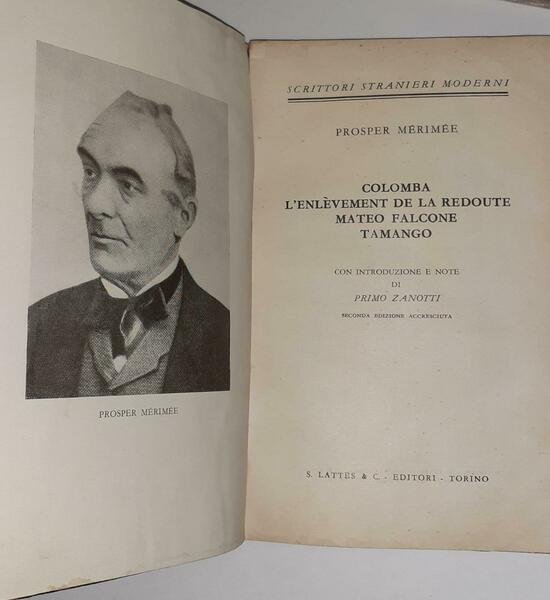 PROSPER MÉRIMÉE
SCRITTORI STRANIERI MODERNI
PROSPER MÉRIMÉE
COLOMBA
L'ENLÈVEMENT DE LA REDOUTE
MATEO FALCONE
TAMANGO
CON INTRODUZIONE E NOTE
DI
PRIMO ZANOTTI
SECONDA EDIZIONE ACCRESCIUTA
S. LATTES & C. - EDITORI - TORINO